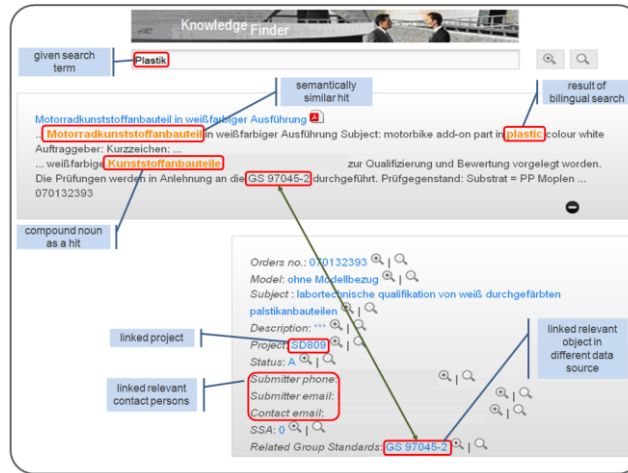 Knowledge Finder
given search
term
Plastik
semantically
similar hit
result of
bilingual search
Motorradkunststoffanbauteil in weißfarbiger Ausführung
... Motorradkunststoffanbauteil in weißfarbiger Ausführung Subject: motorbike add-on part in plastic colour white
Auftraggeber: Kurzzeichen: ...
... weißfarbige Kunststoffanbauteile zur Qualifizierung und Bewertung vorgelegt worden.
Die Prüfungen werden in Anlehnung an die GS 97045-2 durchgeführt. Prüfgegenstand: Substrat = PP Moplen ...
070132393
compound noun
as a hit
Orders no.: 070132393 |
Model: ohne Modellbezug |
Subject : labortechnische qualifikation von weiß durchgefärbten
palstikanbauteilen |
Description: *** |
linked project
Project: SD809 |
Status: A |
linked relevant
object in
different data
source
linked relevant
contact persons
Submitter phone: |
Submitter email: |
Contact email: |
SSA: 0 |
Related Group Standards: GS 97045-2 |